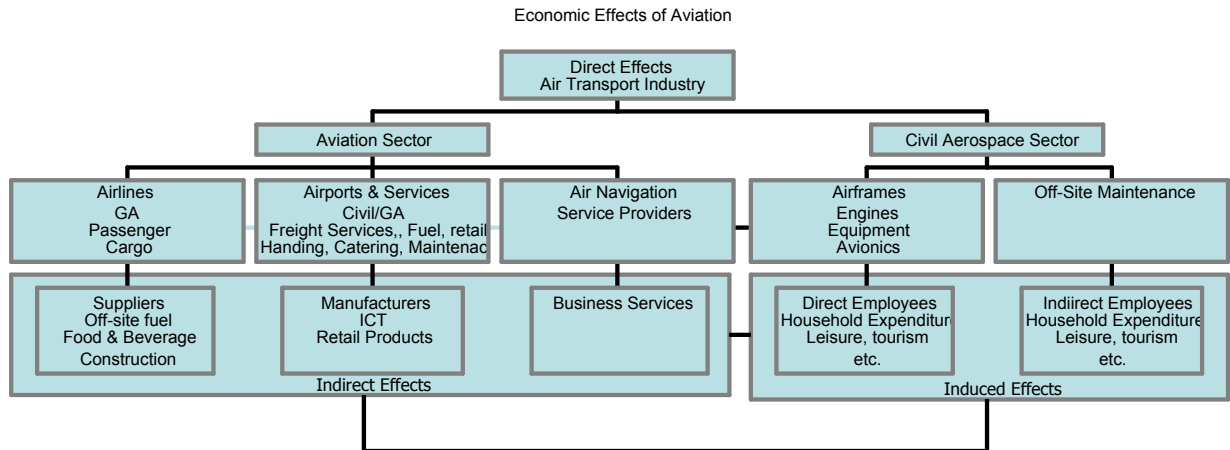 Economic Effects of Aviation
Direct Effects
Air Transport Industry
Aviation Sector
Civil Aerospace Sector
Airlines
GA
Passenger
Cargo
Airports & Services
Civil/GA
Freight Services,, Fuel, retail
Handing, Catering, Maintenac
Air Navigation
Service Providers
Airframes
Engines
Equipment
Avionics
Off-Site Maintenance
Suppliers
Off-site fuel
Food & Beverage
Construction
Manufacturers
ICT
Retail Products
Business Services
Indirect Effects
Direct Employees
Household Expenditure
Leisure, tourism
etc.
Indiirect Employees
Household Expenditure
Leisure, tourism
etc.
Induced Effects